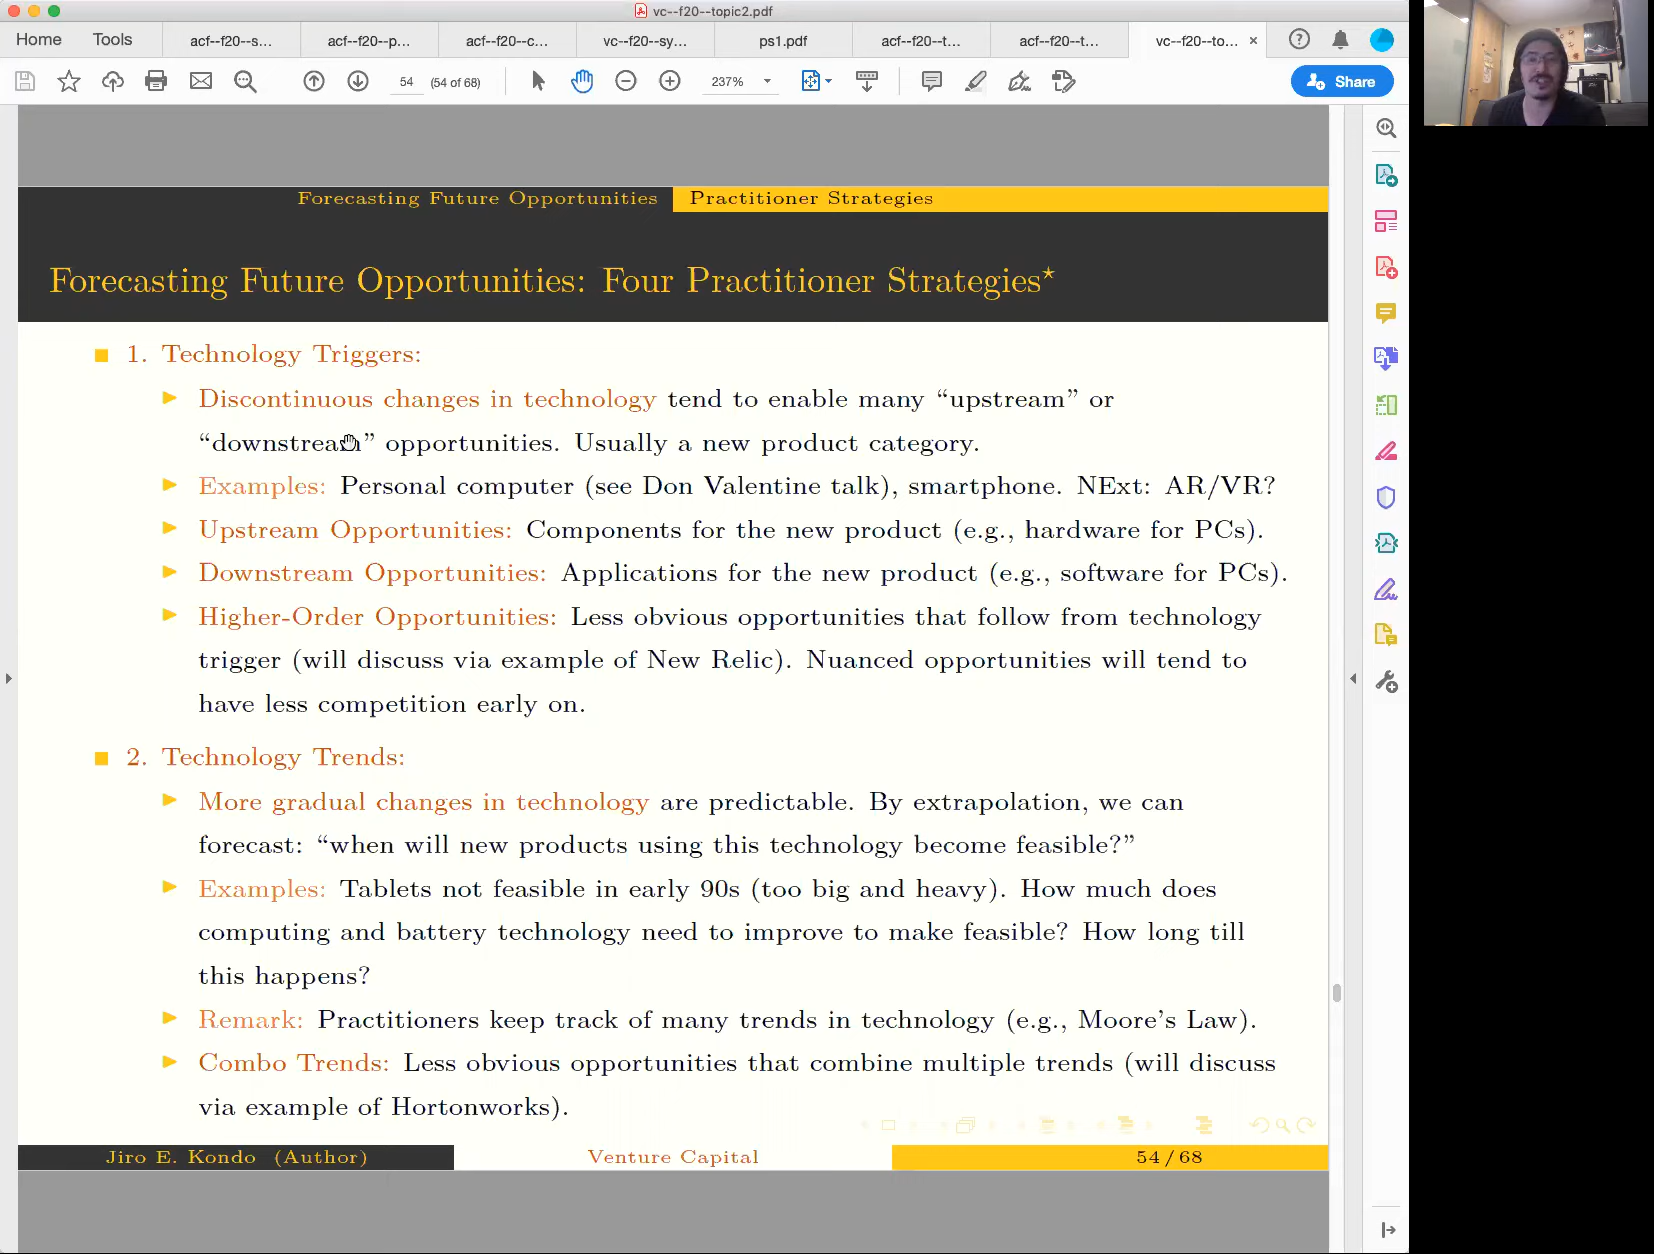 vc--f20--topic2.pdf
Home Tools acf--f20--s... acf--f20--p... acf--f20--c... vc--f20--sy... ps1.pdf acf--f20--t... acf--f20--t... vc--f20--to... ×
54 (54 of 68) 237% Share
Forecasting Future Opportunities Practitioner Strategies
Forecasting Future Opportunities: Four Practitioner Strategies*
1. Technology Triggers:
Discontinuous changes in technology tend to enable many “upstream” or
“downstream” opportunities. Usually a new product category.
Examples: Personal computer (see Don Valentine talk), smartphone. NExt: AR/VR?
Upstream Opportunities: Components for the new product (e.g., hardware for PCs).
Downstream Opportunities: Applications for the new product (e.g., software for PCs).
Higher-Order Opportunities: Less obvious opportunities that follow from technology
trigger (will discuss via example of New Relic). Nuanced opportunities will tend to
have less competition early on.
2. Technology Trends:
More gradual changes in technology are predictable. By extrapolation, we can
forecast: “when will new products using this technology become feasible?”
Examples: Tablets not feasible in early 90s (too big and heavy). How much does
computing and battery technology need to improve to make feasible? How long till
this happens?
Remark: Practitioners keep track of many trends in technology (e.g., Moore’s Law).
Combo Trends: Less obvious opportunities that combine multiple trends (will discuss
via example of Hortonworks).
Jiro E. Kondo (Author) Venture Capital 54 / 68